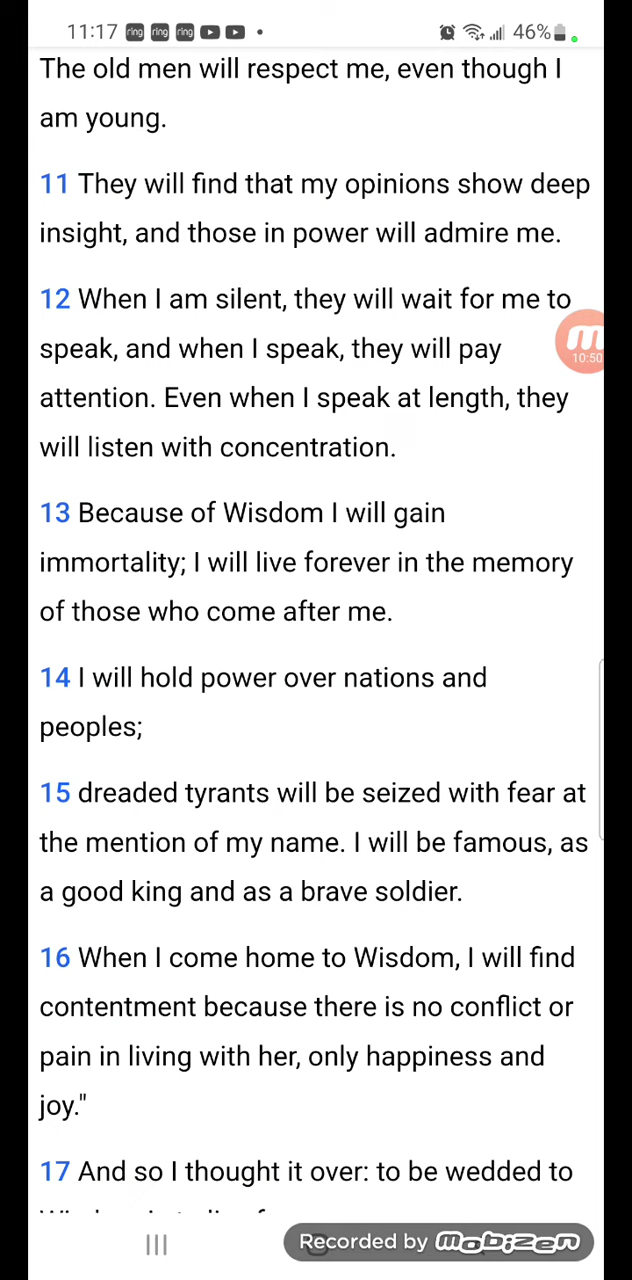 11:17 ring ring ring 46%
The old men will respect me, even though I
am young.
11 They will find that my opinions show deep
insight, and those in power will admire me.
12 When I am silent, they will wait for me to
speak, and when I speak, they will pay
m
10:50
attention. Even when I speak at length, they
will listen with concentration.
13 Because of Wisdom I will gain
immortality; I will live forever in the memory
of those who come after me.
14 I will hold power over nations and
peoples;
15 dreaded tyrants will be seized with fear at
the mention of my name. I will be famous, as
a good king and as a brave soldier.
16 When I come home to Wisdom, I will find
contentment because there is no conflict or
pain in living with her, only happiness and
joy."
17 And so I thought it over: to be wedded to
Recorded by mobizen